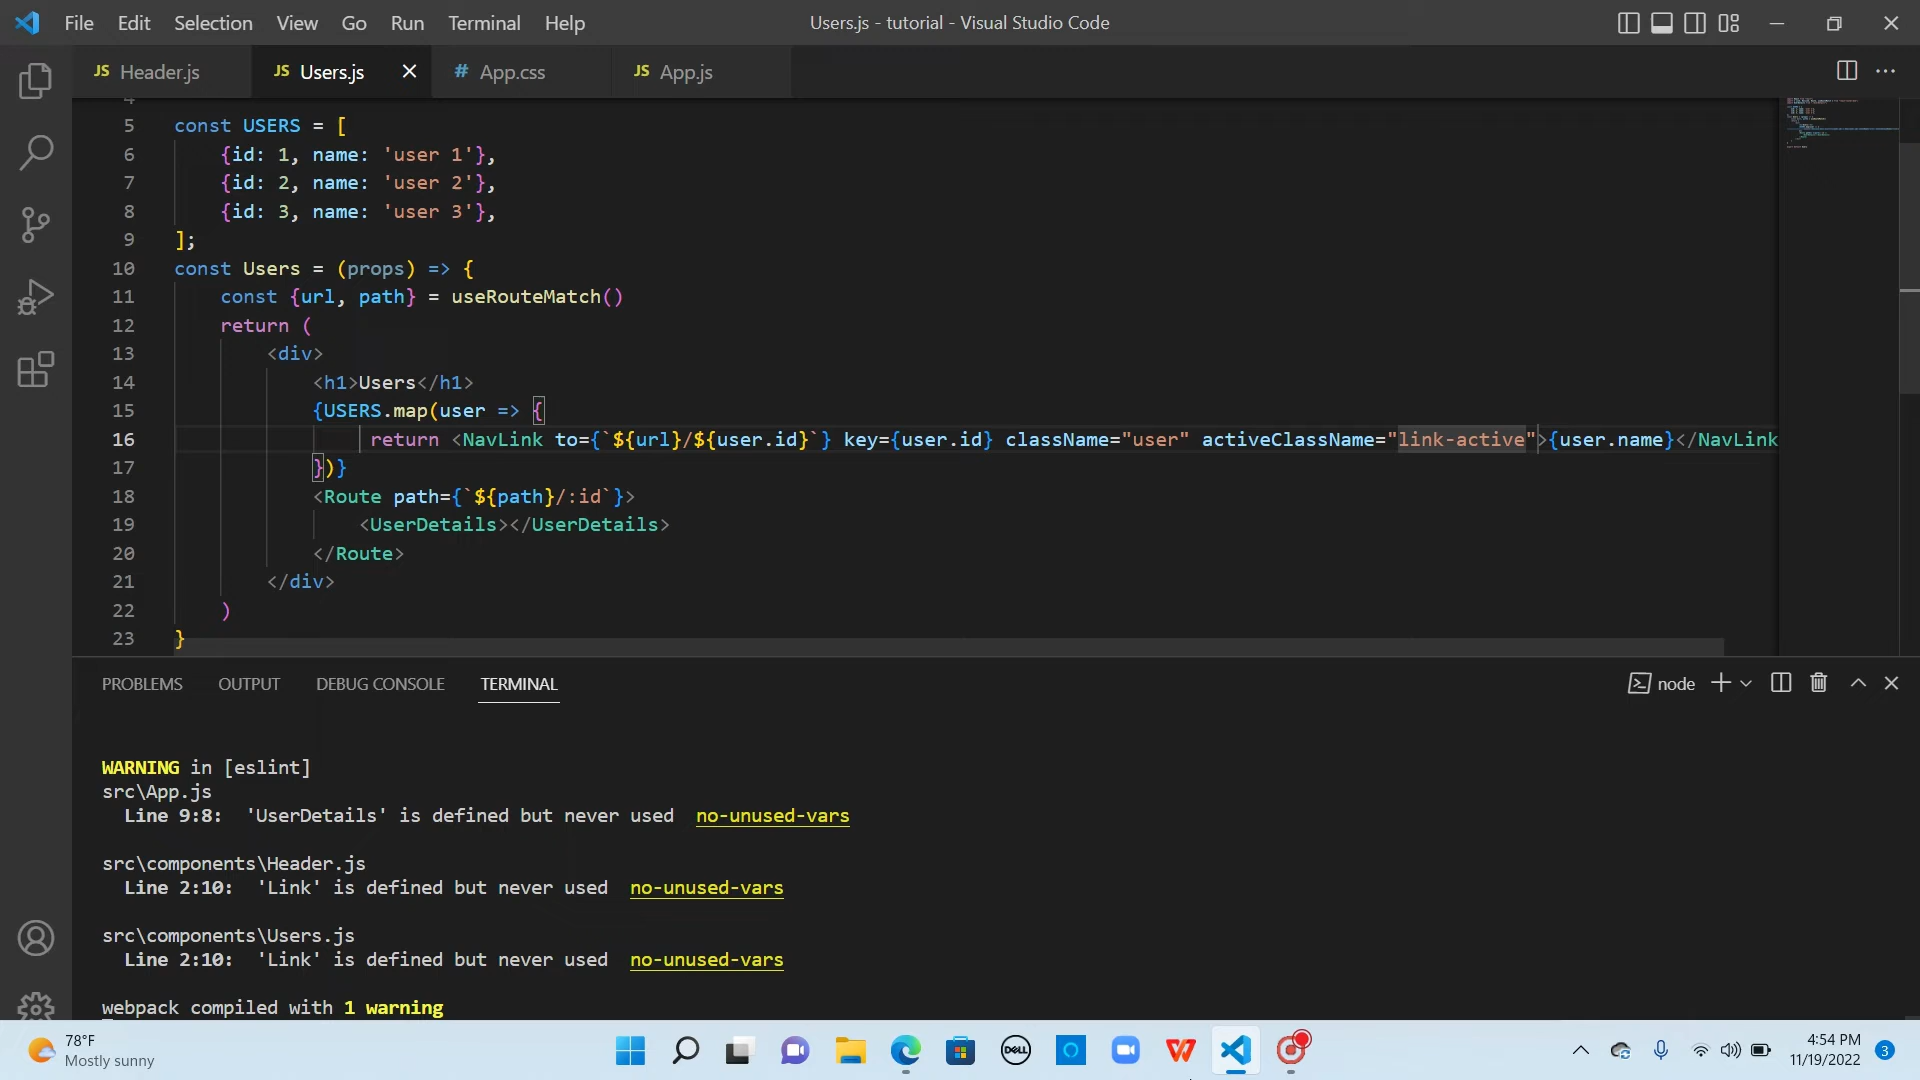 File Edit Selection View Go Run Terminal Help Users.js - tutorial - Visual Studio Code
JS Header.js JS Users.js # App.css JS App.js
4
5 const USERS = [
6 {id: 1, name: 'user 1'},
7 {id: 2, name: 'user 2'},
8 {id: 3, name: 'user 3'},
9 ];
10 const Users = (props) => {
11 const {url, path} = useRouteMatch()
12 return (
13 <div>
14 <h1>Users</h1>
15 {USERS.map(user => {
16 return <NavLink to={`${url}/${user.id}`} key={user.id} className="user" activeClassName="link-active">{user.name}</NavLink
17 })}
18 <Route path={`${path}/:id`}>
19 <UserDetails></UserDetails>
20 </Route>
21 </div>
22 )
23 }
PROBLEMS OUTPUT DEBUG CONSOLE TERMINAL node
WARNING in [eslint]
src\App.js
Line 9:8: 'UserDetails' is defined but never used no-unused-vars
src\components\Header.js
Line 2:10: 'Link' is defined but never used no-unused-vars
src\components\Users.js
Line 2:10: 'Link' is defined but never used no-unused-vars
webpack compiled with 1 warning
78°F
Mostly sunny
DELL
4:54 PM
11/19/2022
3